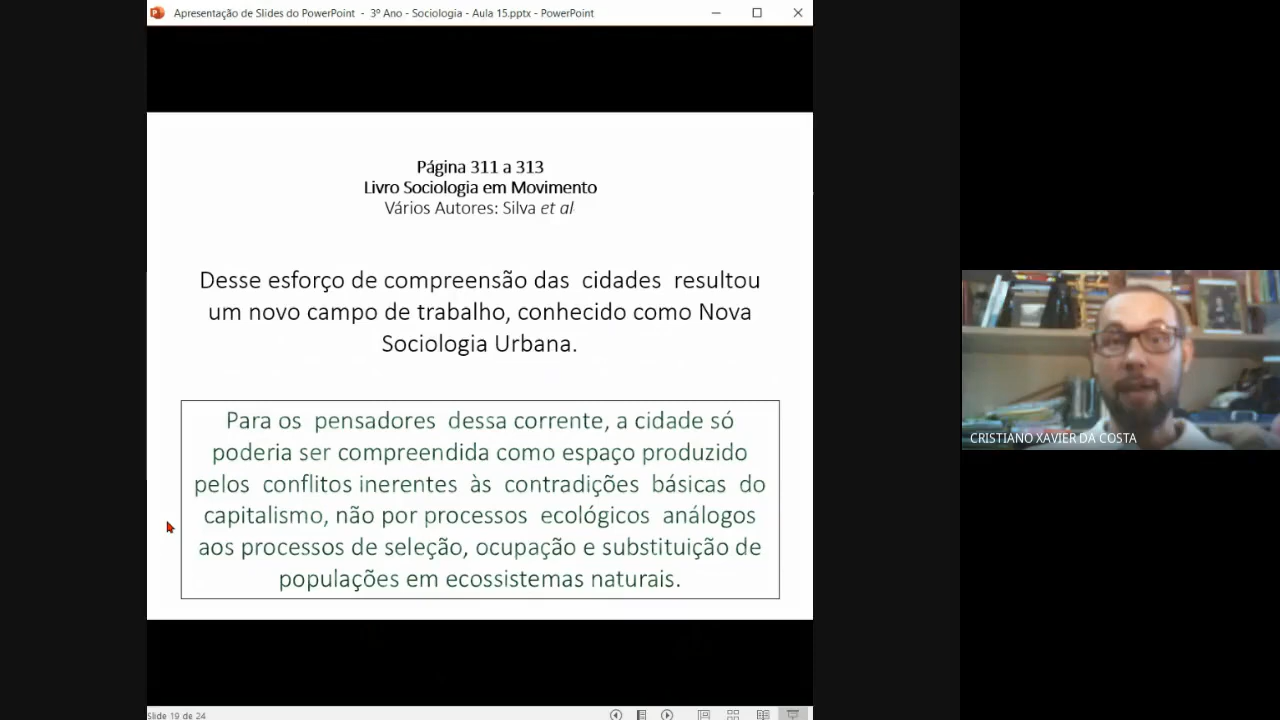 Apresentação de Slides do PowerPoint - 3º Ano - Sociologia - Aula 15.pptx - PowerPoint
Página 311 a 313
Livro Sociologia em Movimento
Vários Autores: Silva et al
Desse esforço de compreensão das cidades resultou
um novo campo de trabalho, conhecido como Nova
Sociologia Urbana.
Para os pensadores dessa corrente, a cidade só
poderia ser compreendida como espaço produzido
pelos conflitos inerentes às contradições básicas do
capitalismo, não por processos ecológicos análogos
aos processos de seleção, ocupação e substituição de
populações em ecossistemas naturais.
CRISTIANO XAVIER DA COSTA
Slide 19 de 24